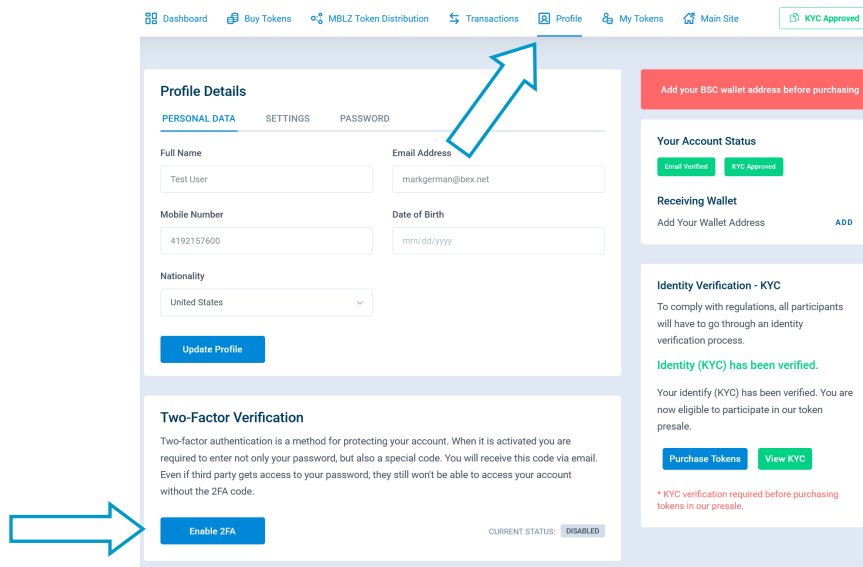 Dashboard Buy Tokens MBLZ Token Distribution Transactions Profile My Tokens Main Site KYC Approved
Profile Details
PERSONAL DATA SETTINGS PASSWORD
Full Name Email Address
Test User markgerman@bex.net
Mobile Number Date of Birth
4192157600 mm/dd/yyyy
Nationality
United States
Update Profile
Two-Factor Verification
Two-factor authentication is a method for protecting your account. When it is activated you are
required to enter not only your password, but also a special code. You will receive this code via email.
Even if third party gets access to your password, they still won't be able to access your account
without the 2FA code.
Enable 2FA CURRENT STATUS: DISABLED
Add your BSC wallet address before purchasing
Your Account Status
Email Verified KYC Approved
Receiving Wallet
Add Your Wallet Address ADD
Identity Verification - KYC
To comply with regulations, all participants
will have to go through an identity
verification process.
Identity (KYC) has been verified.
Your identify (KYC) has been verified. You are
now eligible to participate in our token
presale.
Purchase Tokens View KYC
* KYC verification required before purchasing
tokens in our presale.